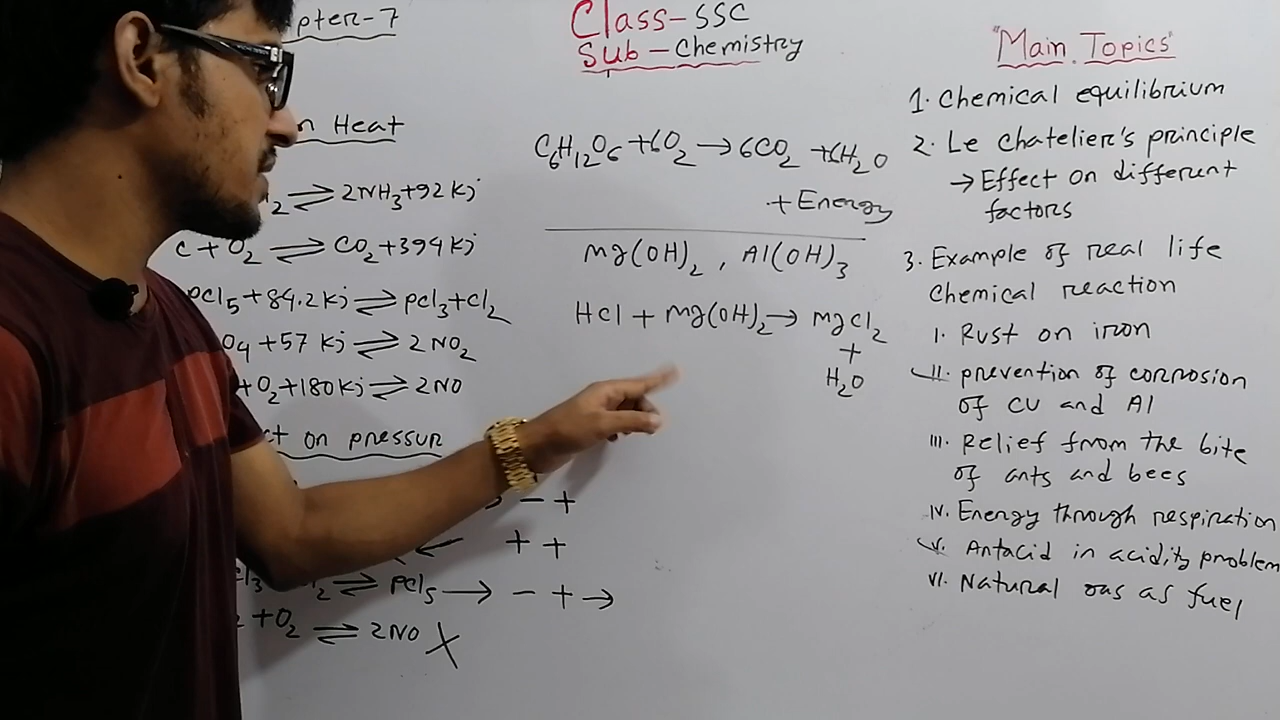 pter-7
n Heat
2 ⇌ 2NH3+92kj
C + O2 ⇌ CO2+394kj
pcl5+84.2kj⇌pcl3+cl2
O4 +57 kj ⇌ 2NO2
+O2+180kj⇌ 2NO
ct on pressur
- +
← + +
cl3 cl2 ⇌ pcl5 → - + →
2 +O2 ⇌ 2NO X
Class-SSC
Sub-Chemistry
C6H12O6 +6O2 →6CO2 +6H2O
+ Energy
Mg(OH)2 , Al(OH)3
Hcl + Mg(OH)2→ Mgcl2
+
H2O
"Main Topics"
1. Chemical equilibrium
2. Le chatelier's principle
→ Effect on different
factors
3. Example of real life
Chemical reaction
i. Rust on iron
ii. prevention of corrosion
of CU and Al
iii. Relief from the bite
of ants and bees
iv. Energy through respiration
v. Antacid in acidity problem
vi. Natural gas as fuel